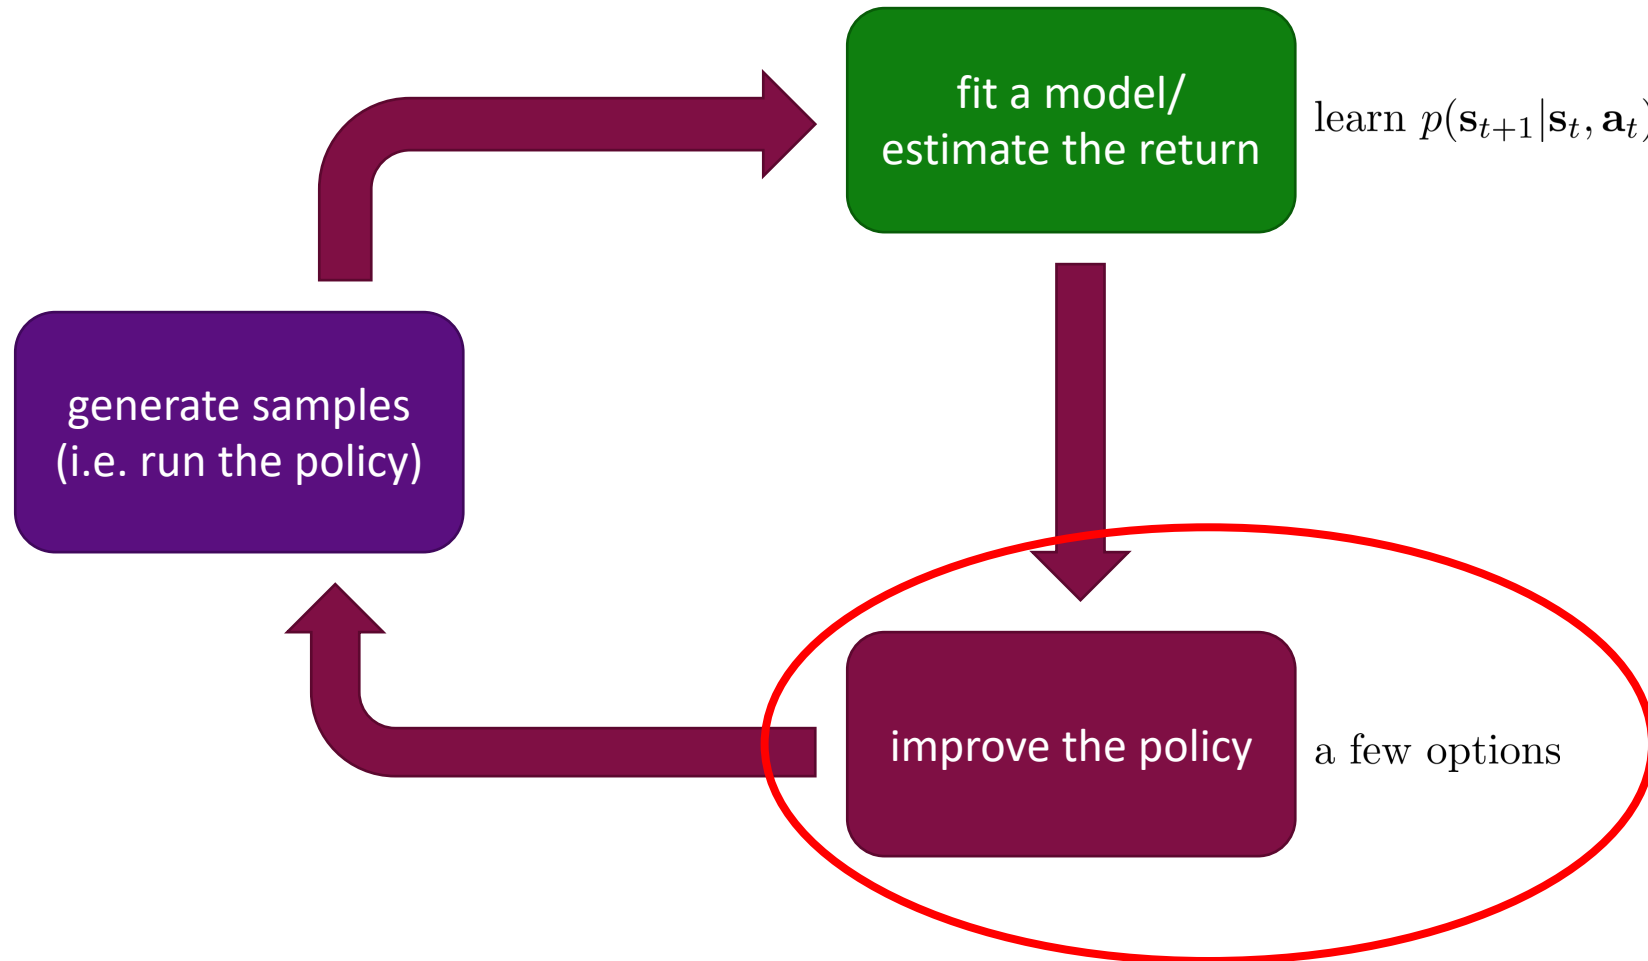 fit a model/
estimate the return
learn p(s_{t+1}|s_t, a_t)
generate samples
(i.e. run the policy)
improve the policy
a few options